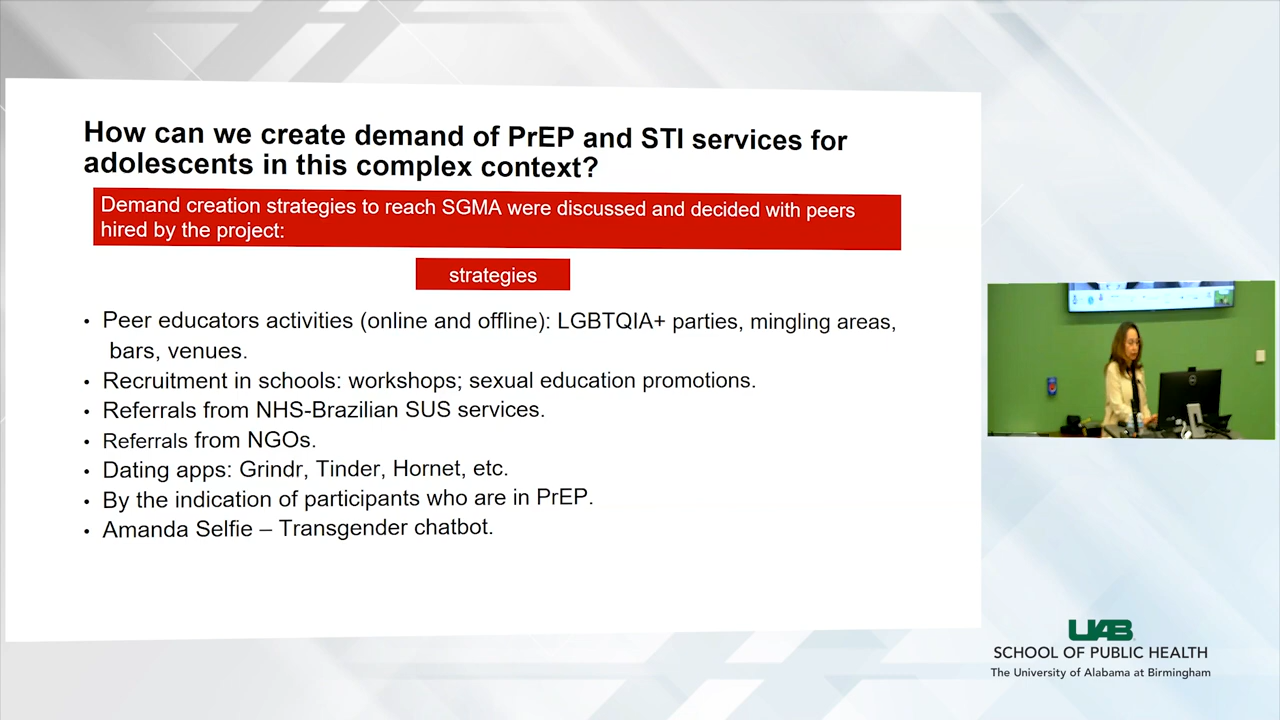 How can we create demand of PrEP and STI services for
adolescents in this complex context?
Demand creation strategies to reach SGMA were discussed and decided with peers
hired by the project:
strategies
• Peer educators activities (online and offline): LGBTQIA+ parties, mingling areas,
bars, venues.
• Recruitment in schools: workshops; sexual education promotions.
• Referrals from NHS-Brazilian SUS services.
• Referrals from NGOs.
• Dating apps: Grindr, Tinder, Hornet, etc.
• By the indication of participants who are in PrEP.
• Amanda Selfie – Transgender chatbot.
UAB
SCHOOL OF PUBLIC HEALTH
The University of Alabama at Birmingham